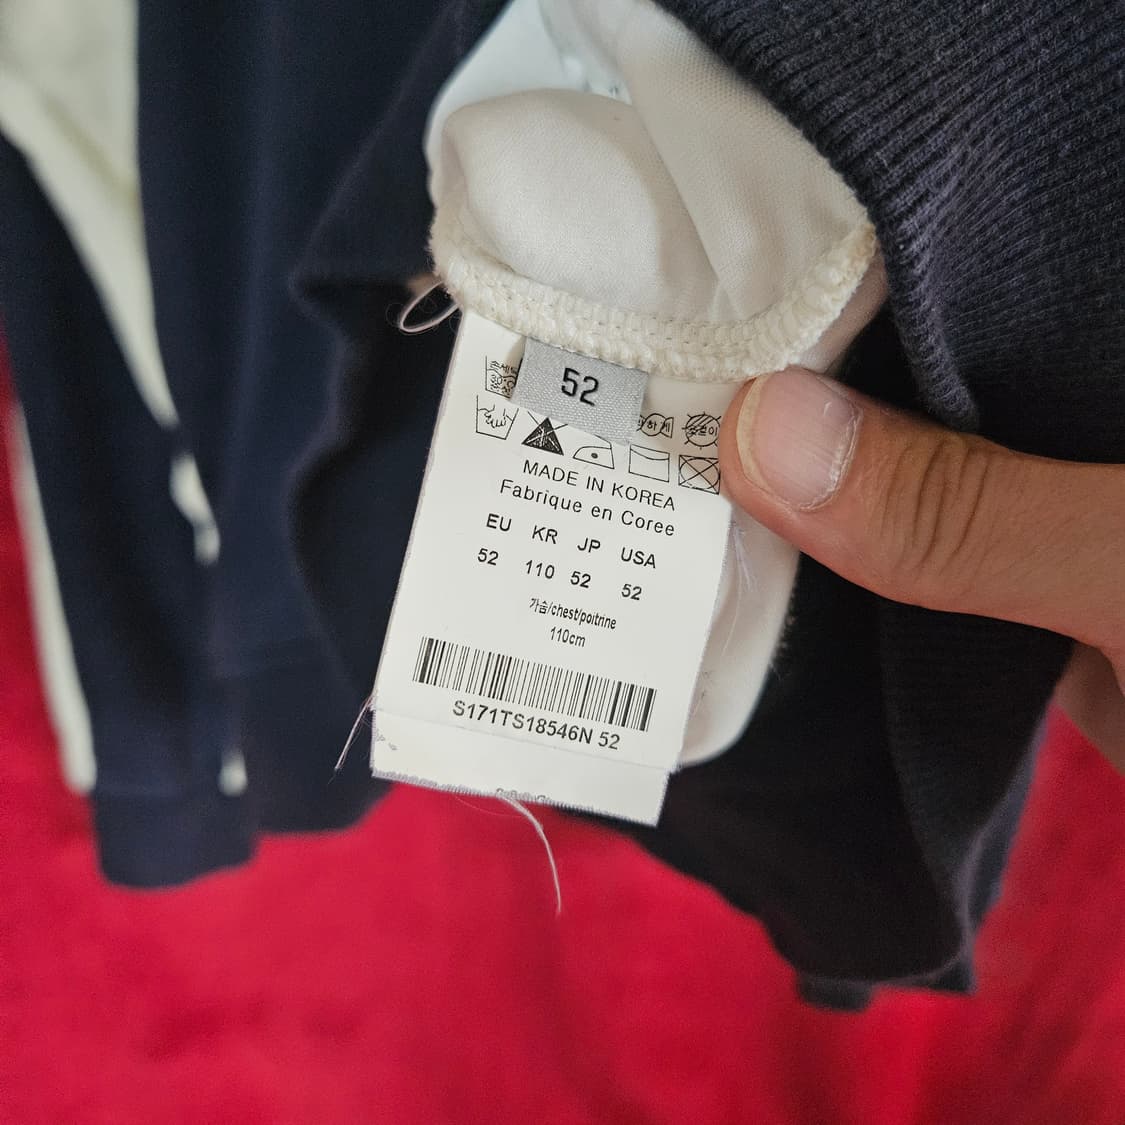 52
MADE IN KOREA
Fabrique en Coree
EU KR JP USA
52 110 52 52
가슴/chest/poitrine
110cm
S171TS18546N 52